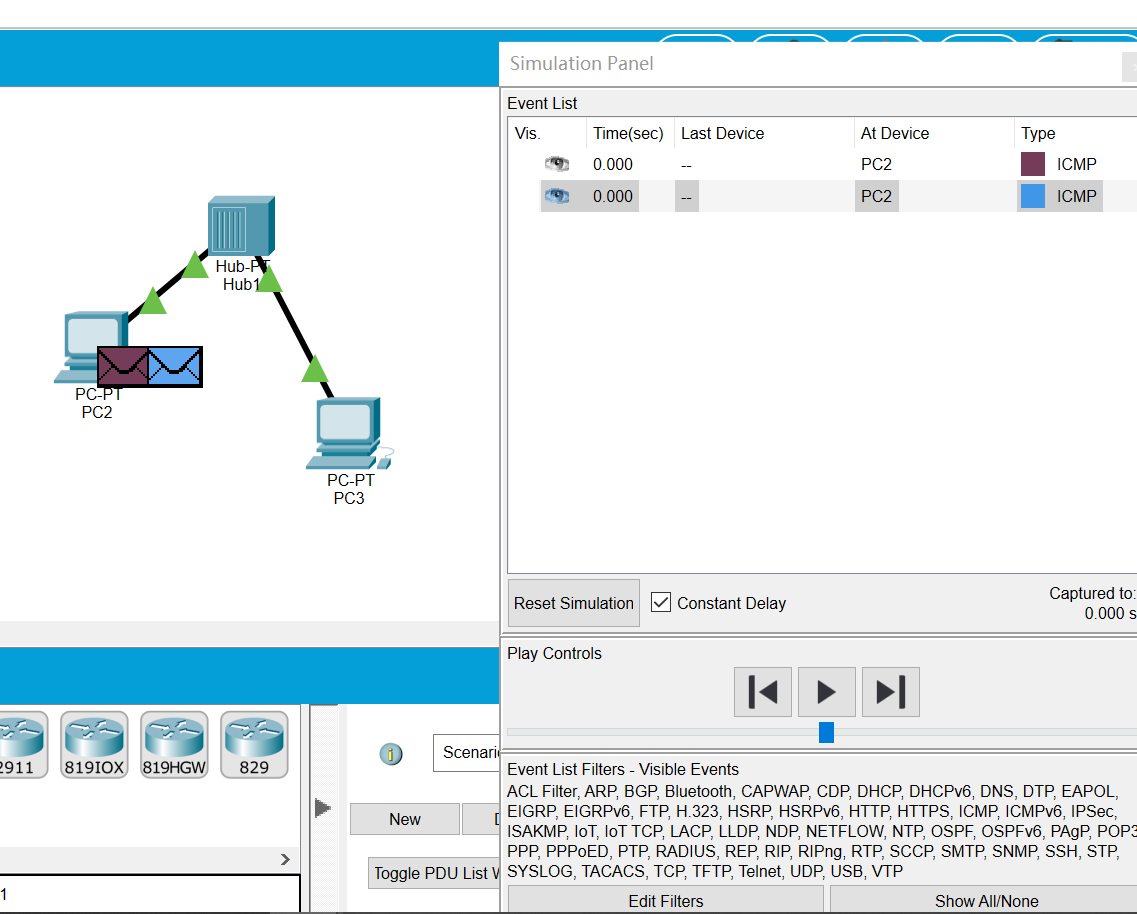 Simulation Panel
Event List
Vis. Time(sec) Last Device At Device Type
0.000 -- PC2 ICMP
0.000 -- PC2 ICMP
Hub-PT
Hub1
PC-PT
PC2
PC-PT
PC3
Reset Simulation Constant Delay
Captured to:
0.000 s
Play Controls
2911 819IOX 819HGW 829
Scenario
New
Toggle PDU List W
1
Event List Filters - Visible Events
ACL Filter, ARP, BGP, Bluetooth, CAPWAP, CDP, DHCP, DHCPv6, DNS, DTP, EAPOL,
EIGRP, EIGRPv6, FTP, H.323, HSRP, HSRPv6, HTTP, HTTPS, ICMP, ICMPv6, IPSec,
ISAKMP, IoT, IoT TCP, LACP, LLDP, NDP, NETFLOW, NTP, OSPF, OSPFv6, PAgP, POP3
PPP, PPPoED, PTP, RADIUS, REP, RIP, RIPng, RTP, SCCP, SMTP, SNMP, SSH, STP,
SYSLOG, TACACS, TCP, TFTP, Telnet, UDP, USB, VTP
Edit Filters Show All/None